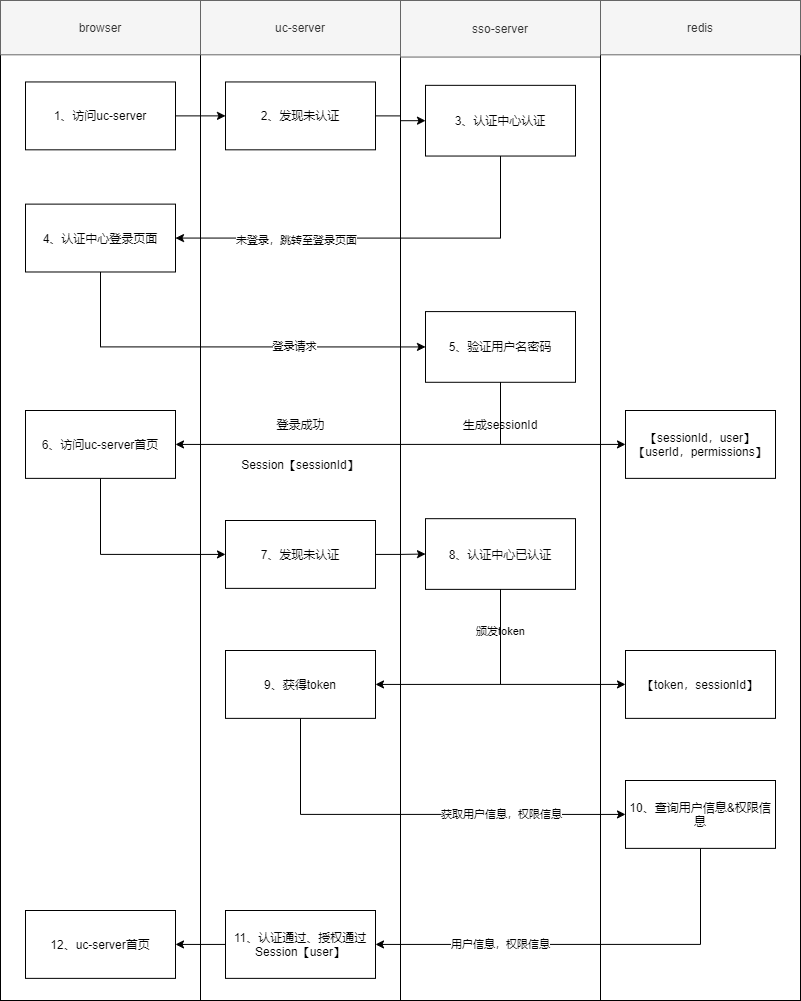 browser
uc-server
sso-server
redis
1、访问uc-server
2、发现未认证
3、认证中心认证
4、认证中心登录页面
未登录，跳转至登录页面
登录请求
5、验证用户名密码
登录成功
生成sessionId
6、访问uc-server首页
【sessionId，user】
【userId，permissions】
Session【sessionId】
7、发现未认证
8、认证中心已认证
颁发token
9、获得token
【token，sessionId】
获取用户信息，权限信息
10、查询用户信息&权限信
息
12、uc-server首页
11、认证通过、授权通过
Session【user】
用户信息，权限信息